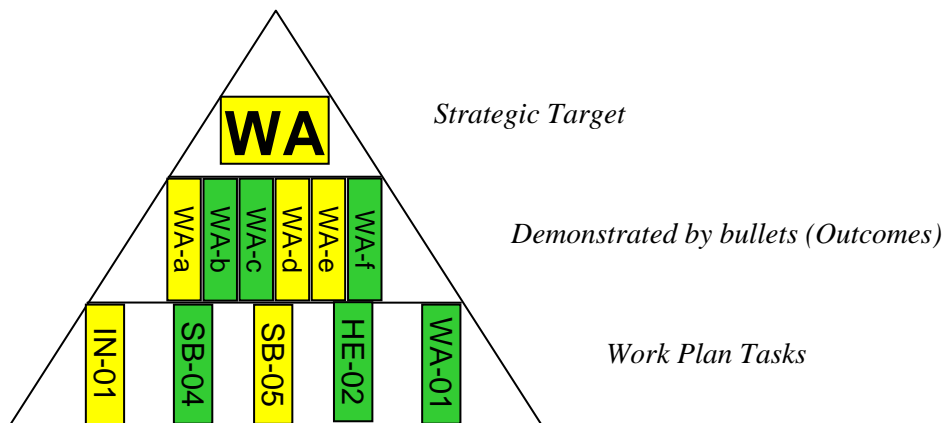 WA
Strategic Target
WA-a
WA-b
WA-c
WA-d
WA-e
WA-f
Demonstrated by bullets (Outcomes)
IN-01
SB-04
SB-05
HE-02
WA-01
Work Plan Tasks